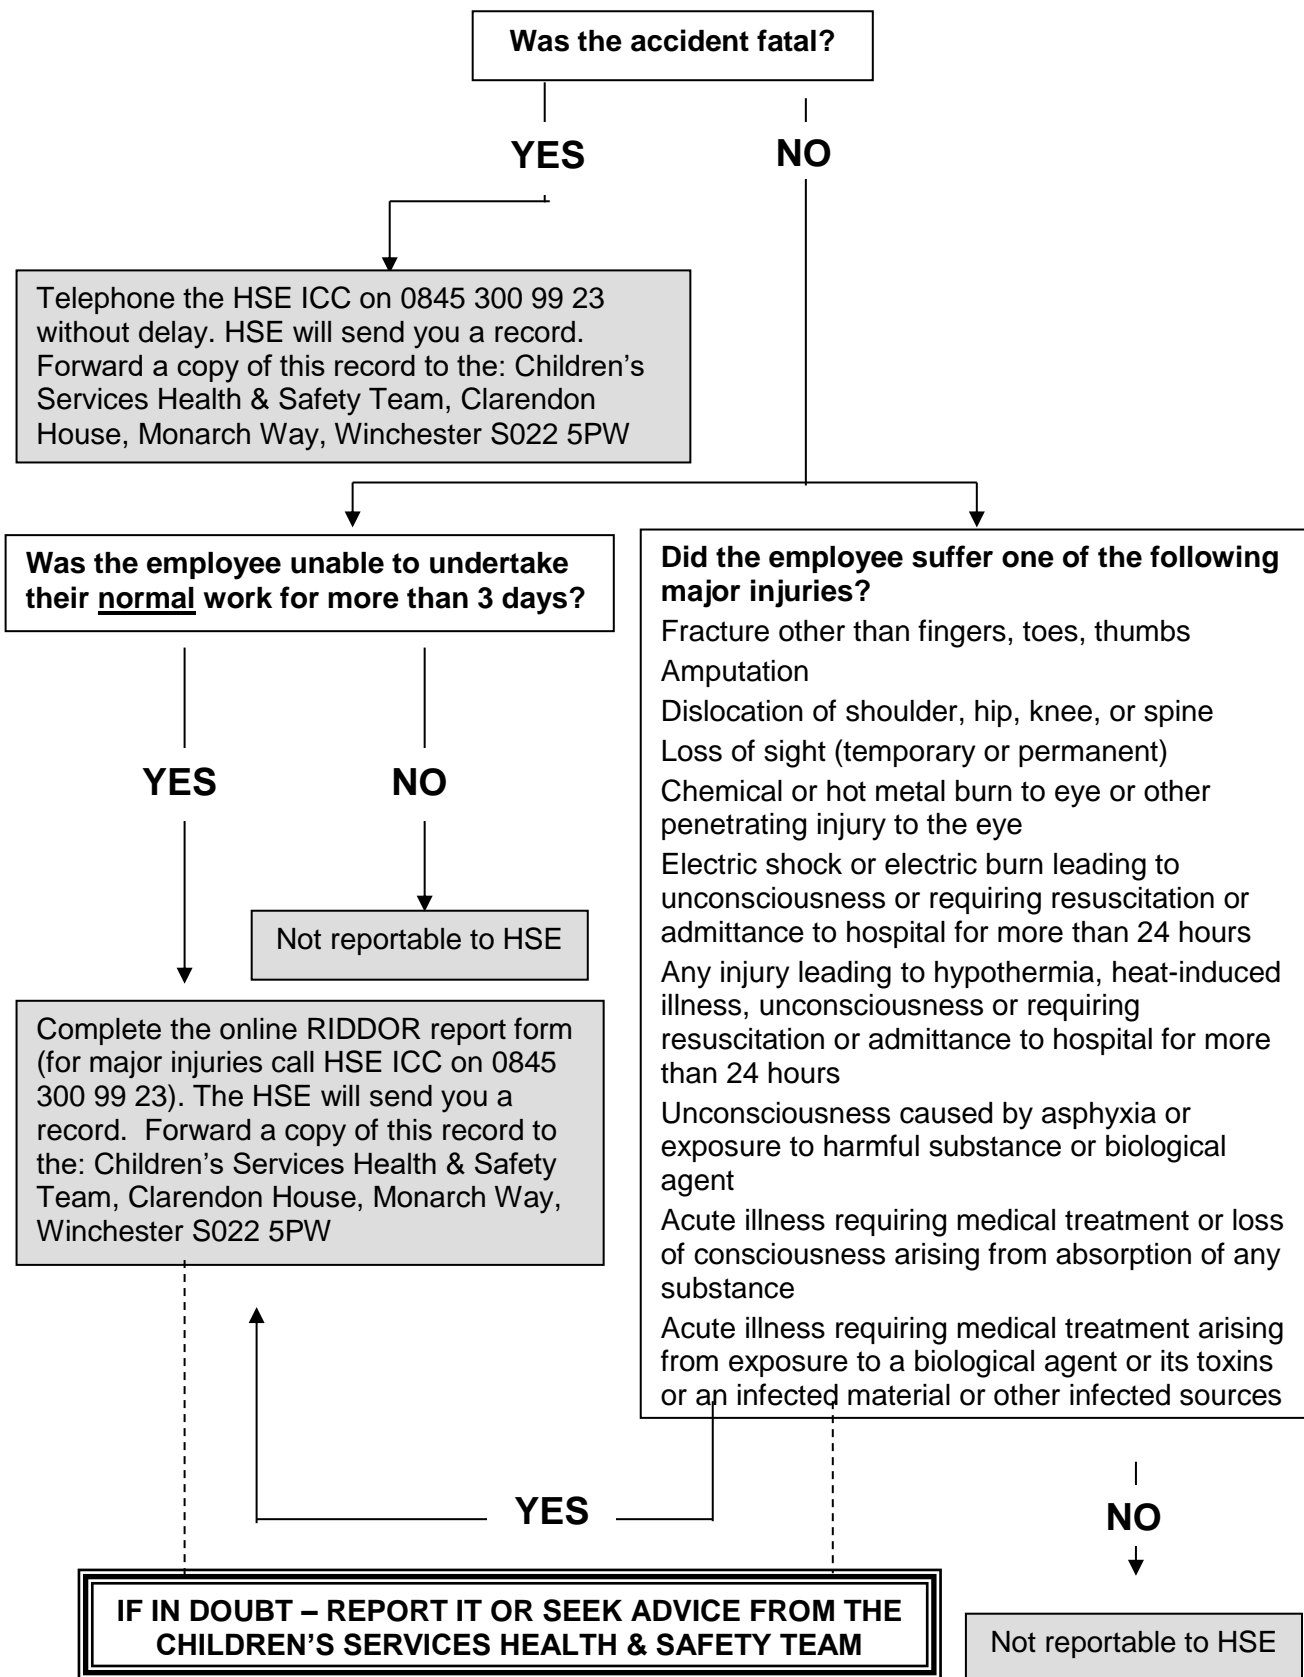 Was the accident fatal?
YES
NO
Telephone the HSE ICC on 0845 300 99 23
without delay. HSE will send you a record.
Forward a copy of this record to the: Children’s
Services Health & Safety Team, Clarendon
House, Monarch Way, Winchester S022 5PW
Was the employee unable to undertake
their normal work for more than 3 days?
YES
NO
Not reportable to HSE
Complete the online RIDDOR report form
(for major injuries call HSE ICC on 0845
300 99 23). The HSE will send you a
record.  Forward a copy of this record to
the: Children’s Services Health & Safety
Team, Clarendon House, Monarch Way,
Winchester S022 5PW
Did the employee suffer one of the following
major injuries?
Fracture other than fingers, toes, thumbs
Amputation
Dislocation of shoulder, hip, knee, or spine
Loss of sight (temporary or permanent)
Chemical or hot metal burn to eye or other
penetrating injury to the eye
Electric shock or electric burn leading to
unconsciousness or requiring resuscitation or
admittance to hospital for more than 24 hours
Any injury leading to hypothermia, heat-induced
illness, unconsciousness or requiring
resuscitation or admittance to hospital for more
than 24 hours
Unconsciousness caused by asphyxia or
exposure to harmful substance or biological
agent
Acute illness requiring medical treatment or loss
of consciousness arising from absorption of any
substance
Acute illness requiring medical treatment arising
from exposure to a biological agent or its toxins
or an infected material or other infected sources
YES
NO
IF IN DOUBT – REPORT IT OR SEEK ADVICE FROM THE
CHILDREN’S SERVICES HEALTH & SAFETY TEAM
Not reportable to HSE